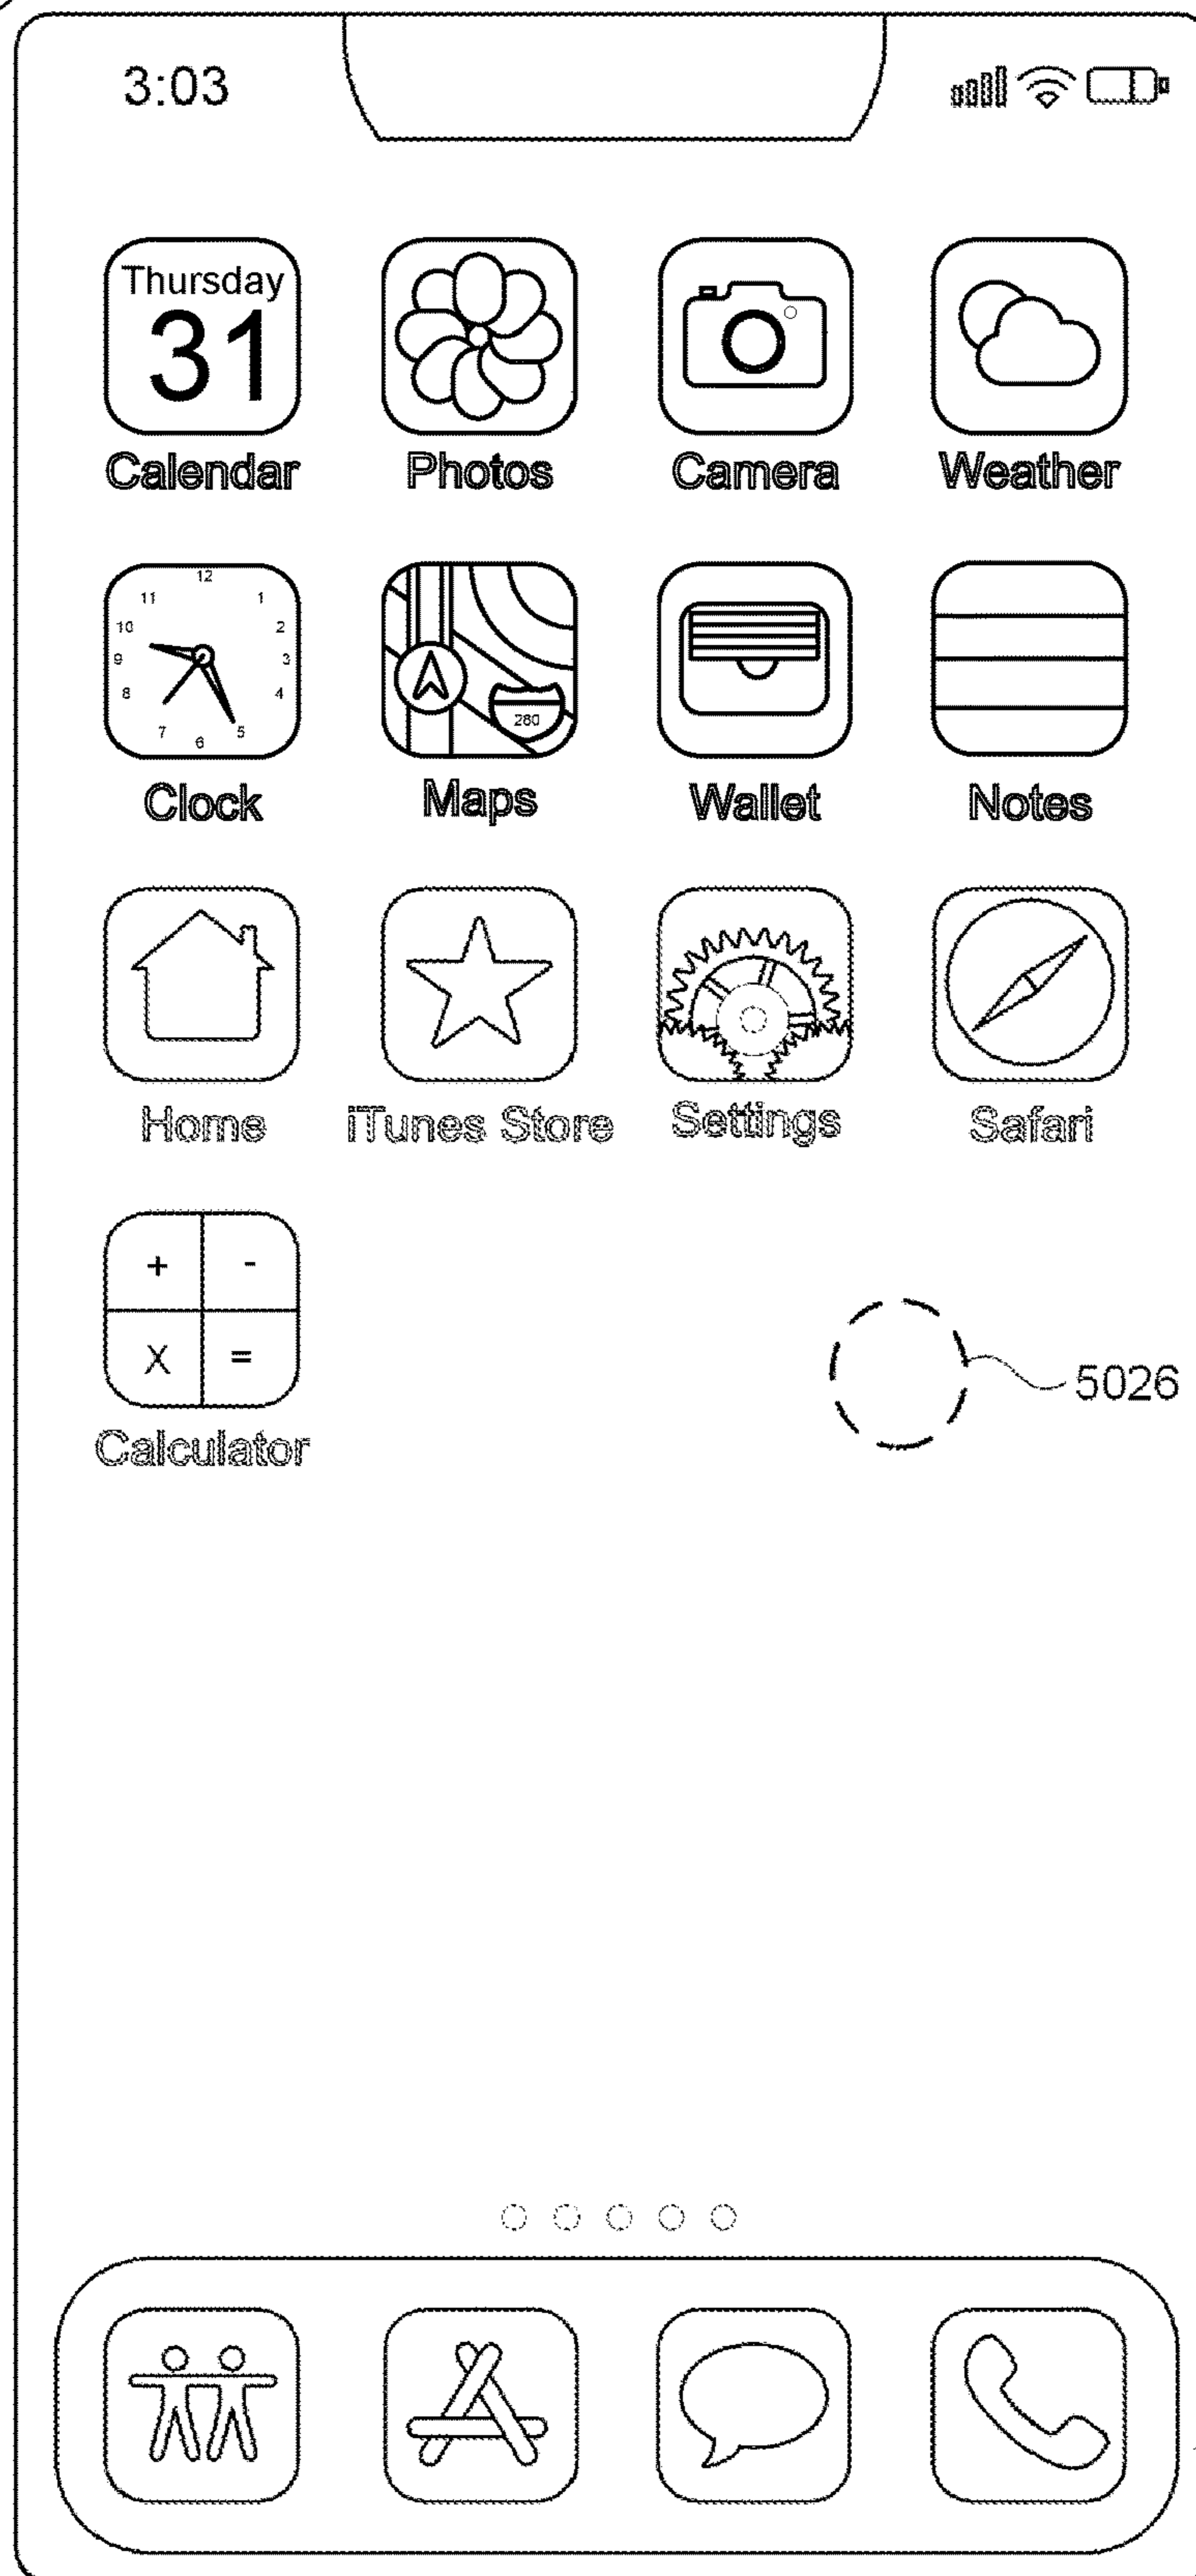 3:03
Thursday
31
Calendar Photos Camera Weather
12
11 1
10 2
9 3
8 4
7 5
6
280
Clock Maps Wallet Notes
Home iTunes Store Settings Safari
+ -
X =
5026
Calculator